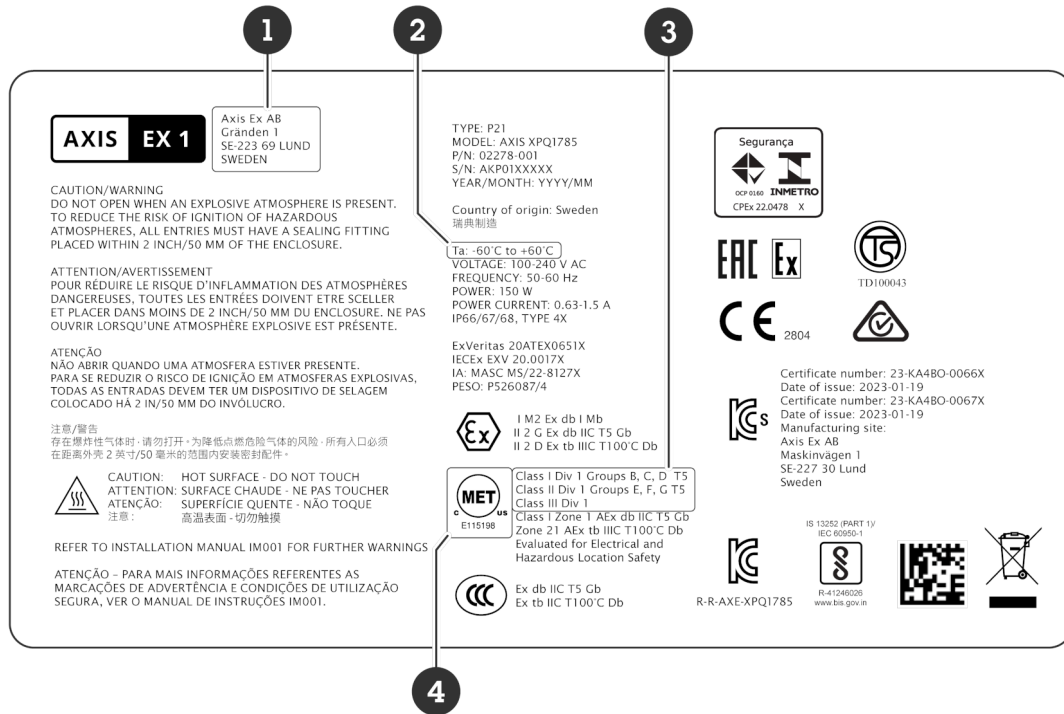 1
2
3
AXIS EX 1
Axis Ex AB
Gränden 1
SE-223 69 LUND
SWEDEN
CAUTION/WARNING
DO NOT OPEN WHEN AN EXPLOSIVE ATMOSPHERE IS PRESENT.
TO REDUCE THE RISK OF IGNITION OF HAZARDOUS
ATMOSPHERES, ALL ENTRIES MUST HAVE A SEALING FITTING
PLACED WITHIN 2 INCH/50 MM OF THE ENCLOSURE.
ATTENTION/AVERTISSEMENT
POUR RÉDUIRE LE RISQUE D'INFLAMMATION DES ATMOSPHÈRES
DANGEREUSES, TOUTES LES ENTRÉES DOIVENT ETRE SCELLER
ET PLACER DANS MOINS DE 2 INCH/50 MM DU ENCLOSURE. NE PAS
OUVRIR LORSQU'UNE ATMOSPHÈRE EXPLOSIVE EST PRÉSENTE.
ATENÇÃO
NÃO ABRIR QUANDO UMA ATMOSFERA ESTIVER PRESENTE.
PARA SE REDUZIR O RISCO DE IGNIÇÃO EM ATMOSFERAS EXPLOSIVAS,
TODAS AS ENTRADAS DEVEM TER UM DISPOSITIVO DE SELAGEM
COLOCADO HÁ 2 IN/50 MM DO INVÓLUCRO.
注意/警告
存在爆炸性气体时·请勿打开·为降低点燃危险气体的风险·所有入口必须
在距离外壳 2 英寸/50 毫米的范围内安装密封配件·
CAUTION: HOT SURFACE - DO NOT TOUCH
ATTENTION: SURFACE CHAUDE - NE PAS TOUCHER
ATENÇÃO: SUPERFÍCIE QUENTE - NÃO TOQUE
注意: 高温表面 - 切勿触摸
REFER TO INSTALLATION MANUAL IM001 FOR FURTHER WARNINGS
ATENÇÃO – PARA MAIS INFORMAÇÕES REFERENTES AS
MARCAÇÕES DE ADVERTÊNCIA E CONDIÇÕES DE UTILIZAÇÃO
SEGURA, VER O MANUAL DE INSTRUÇÕES IM001.
TYPE: P21
MODEL: AXIS XPQ1785
P/N: 02278-001
S/N: AKP01XXXXX
YEAR/MONTH: YYYY/MM
Country of origin: Sweden
瑞典制造
Ta: -60°C to +60°C
VOLTAGE: 100-240 V AC
FREQUENCY: 50-60 Hz
POWER: 150 W
POWER CURRENT: 0.63-1.5 A
IP66/67/68, TYPE 4X
ExVeritas 20ATEX0651X
IECEx EXV 20.0017X
IA: MASC MS/22-8127X
PESO: P526087/4
Ex
I M2 Ex db I Mb
II 2 G Ex db IIC T5 Gb
II 2 D Ex tb IIIC T100°C Db
MET
c us
E115198
Class I Div 1 Groups B, C, D T5
Class II Div 1 Groups E, F, G T5
Class III Div 1
Class I Zone 1 AEx db IIC T5 Gb
Zone 21 AEx tb IIIC T100°C Db
Evaluated for Electrical and
Hazardous Location Safety
CCC
Ex db IIC T5 Gb
Ex tb IIC T100°C Db
Segurança
OCP 0160 INMETRO
CPEx 22.0478 X
EAC Ex
TS
TD100043
CE 2804
KC s
Certificate number: 23-KA4BO-0066X
Date of issue: 2023-01-19
Certificate number: 23-KA4BO-0067X
Date of issue: 2023-01-19
Manufacturing site:
Axis Ex AB
Maskinvägen 1
SE-227 30 Lund
Sweden
KC
R-R-AXE-XPQ1785
IS 13252 (PART 1)/
IEC 60950-1
R-41246026
www.bis.gov.in
4